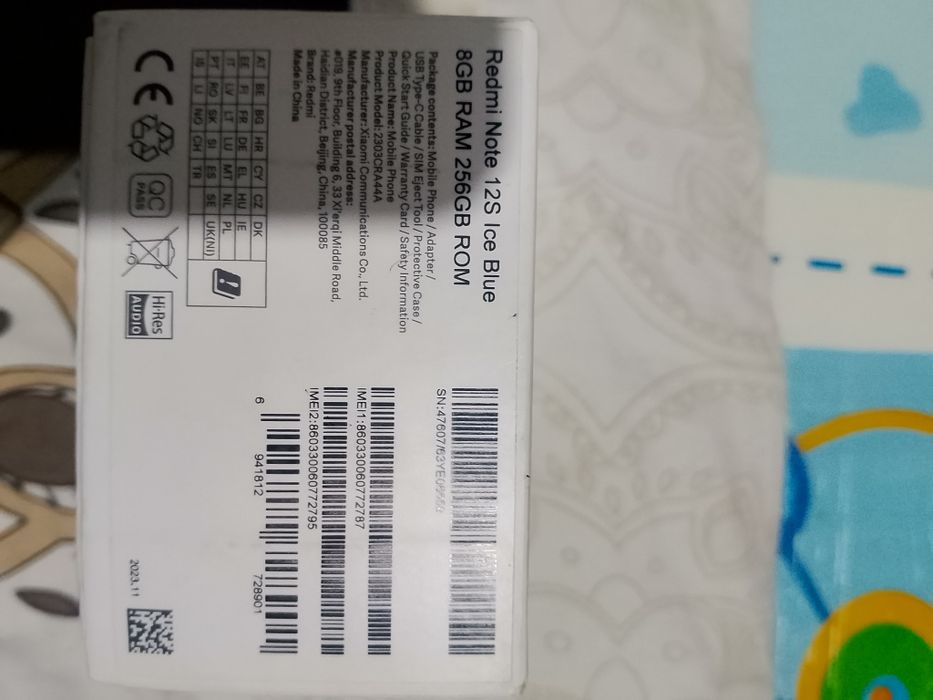 Redmi Note 12S Ice Blue
8GB RAM 256GB ROM
Package contents: Mobile Phone / Adapter /
USB Type-C Cable / SIM Eject Tool / Protective Case /
Quick Start Guide / Warranty Card / Safety Information
Product Name: Mobile Phone
Product Model: 2303CRA44A
Manufacturer: Xiaomi Communications Co., Ltd.
Manufacturer postal address:
#019, 9th Floor, Building 6, 33 Xi'erqi Middle Road,
Haidian District, Beijing, China, 100085
Brand: Redmi
Made in China
AT BE BG HR CY CZ DK
EE FI FR DE EL HU IE
IT LV LT LU MT NL PL
PT RO SK SI ES SE UK(NI)
IS LI NO CH TR
CE
QC
PASS
Hi-Res
AUDIO
SN:47607/
IMEI1:860330060772787
IMEI2:860330060772795
6 941812 728901
2023.11